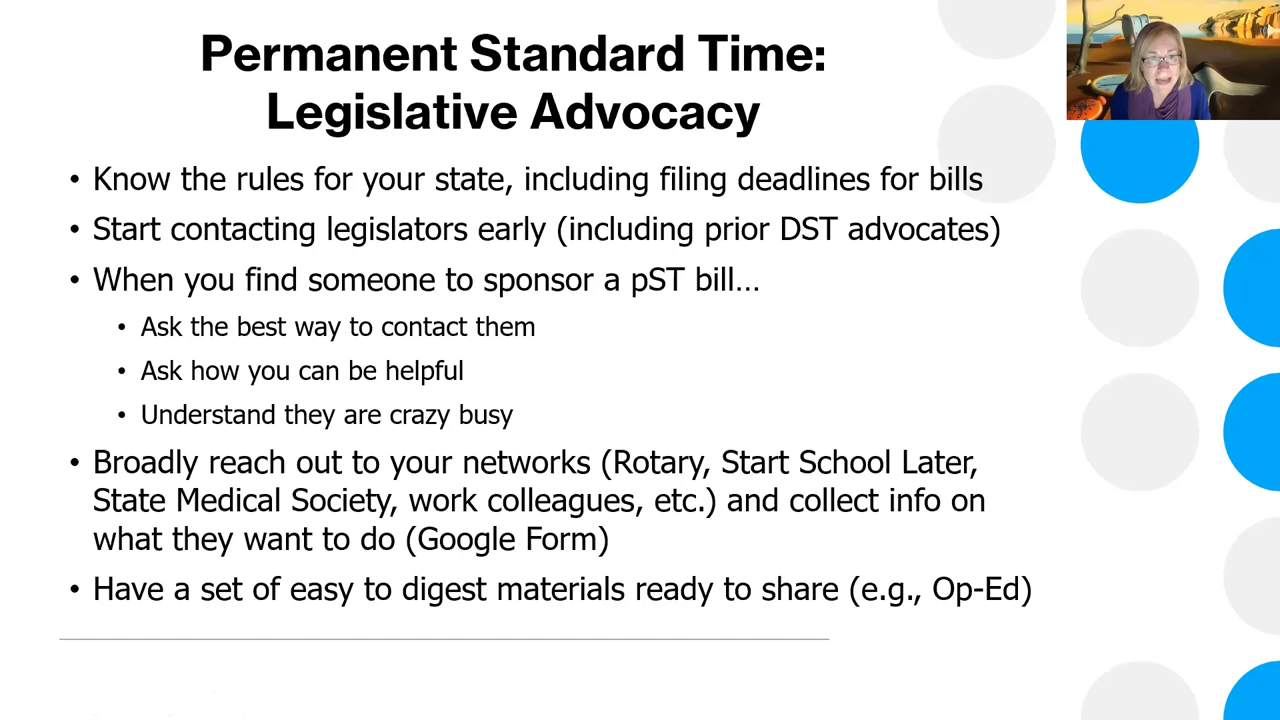 Permanent Standard Time:
Legislative Advocacy
• Know the rules for your state, including filing deadlines for bills
• Start contacting legislators early (including prior DST advocates)
• When you find someone to sponsor a pST bill…
• Ask the best way to contact them
• Ask how you can be helpful
• Understand they are crazy busy
• Broadly reach out to your networks (Rotary, Start School Later,
State Medical Society, work colleagues, etc.) and collect info on
what they want to do (Google Form)
• Have a set of easy to digest materials ready to share (e.g., Op-Ed)